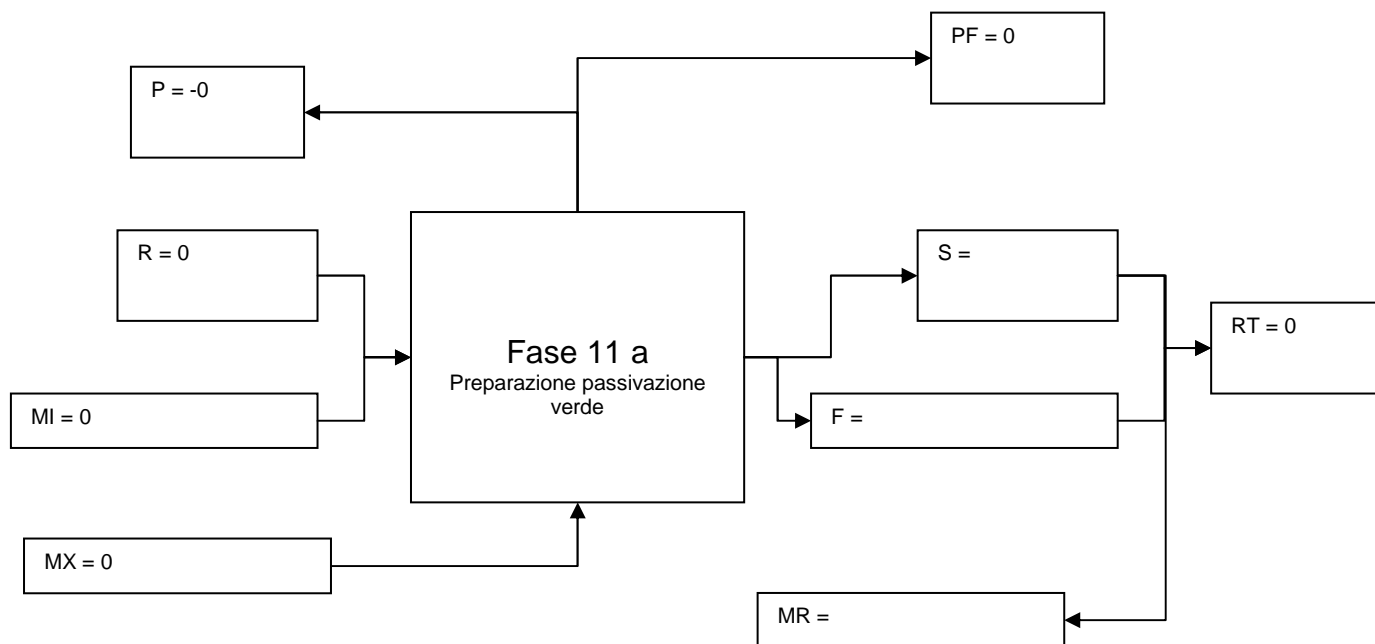 PF = 0
P = -0
R = 0
S =
RT = 0
Fase 11 a
Preparazione passivazione
verde
MI = 0
F =
MX = 0
MR =